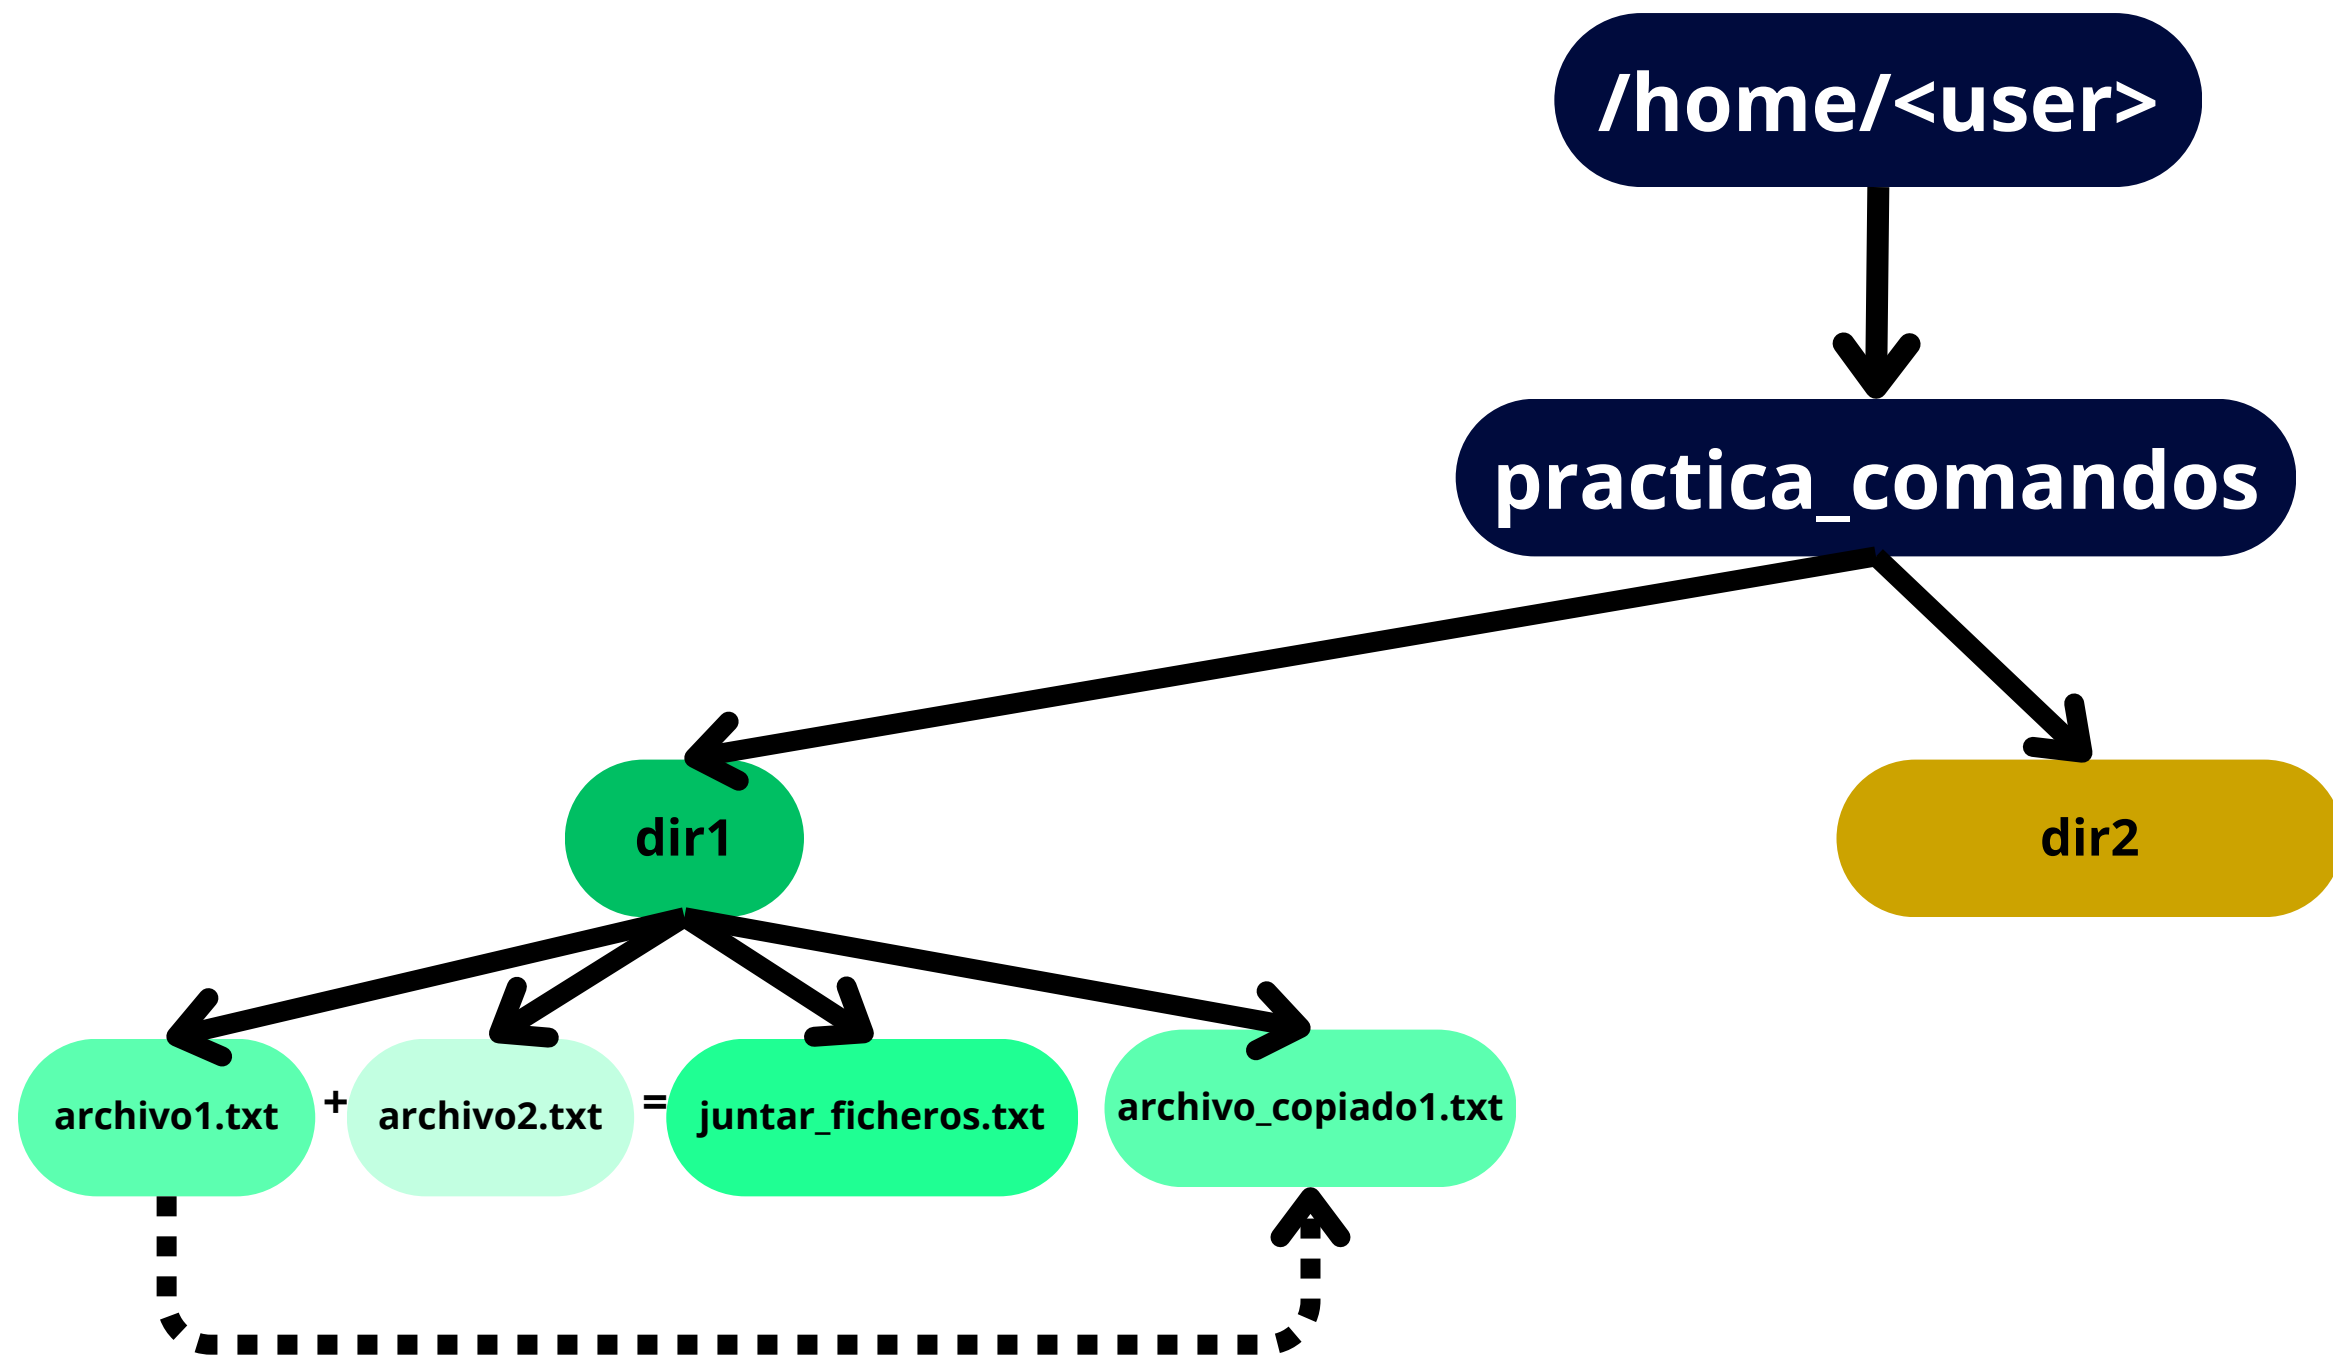 /home/<user>
practica_comandos
dir1
dir2
archivo1.txt
+
archivo2.txt
=
juntar_ficheros.txt
archivo_copiado1.txt